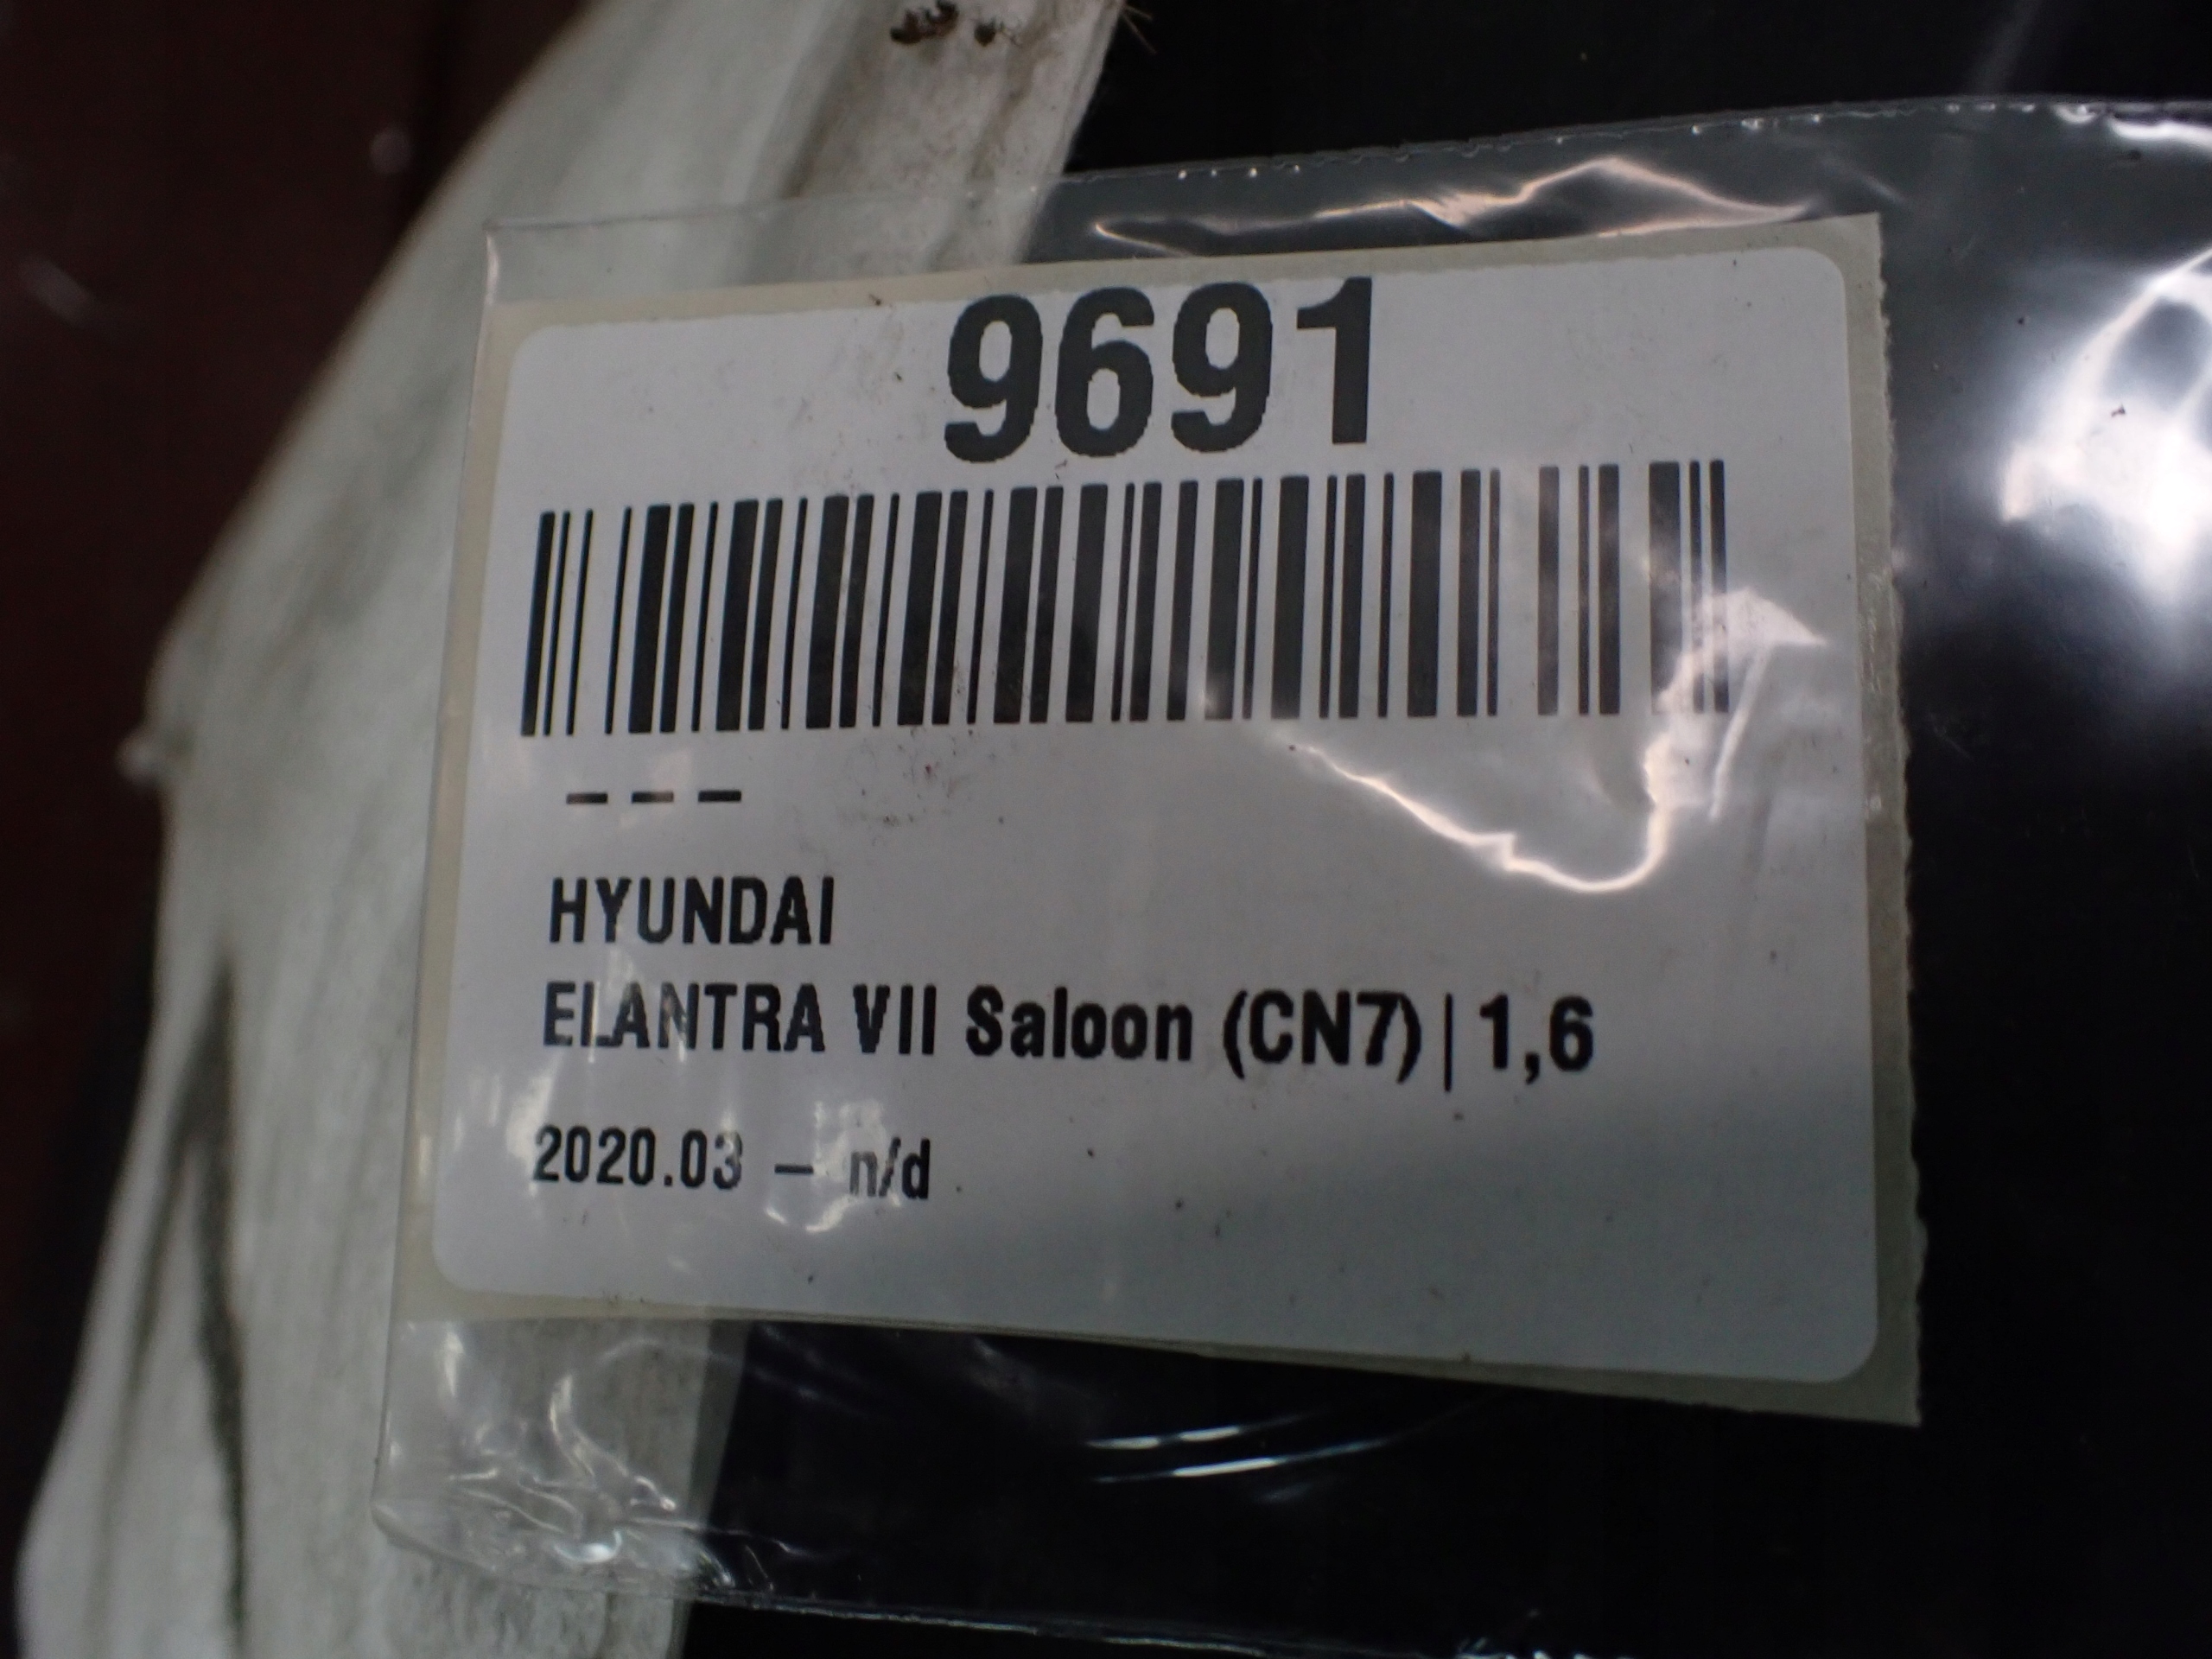 9691
– – –
HYUNDAI
ELANTRA VII Saloon (CN7) | 1,6
2020.03 – n/d